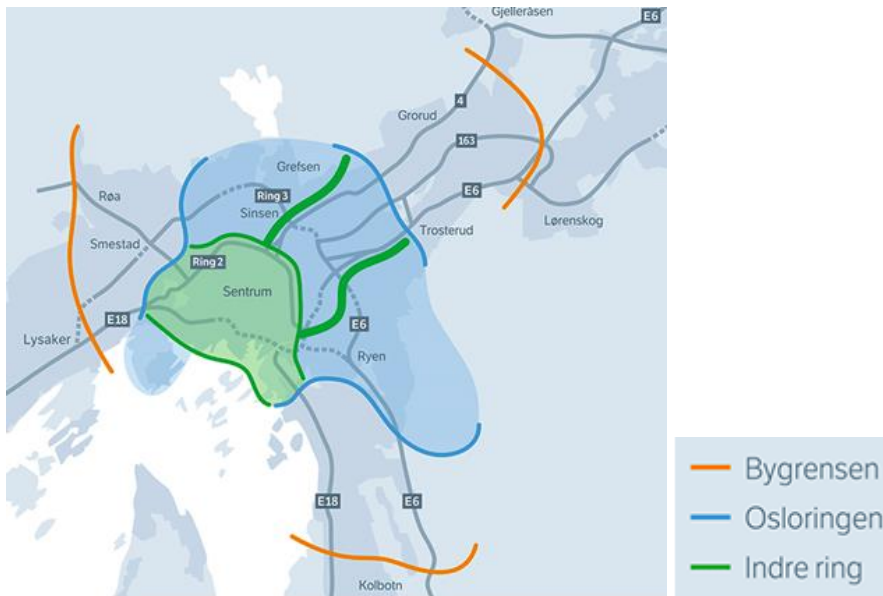 Gjelleråsen
E6
4
Grorud
163
Grefsen
Ring 3
E6
Røa
Sinsen
Lørenskog
Trosterud
Smestad
Ring 2
Sentrum
E18
E6
Lysaker
Ryen
E18
E6
Kolbotn
Bygrensen
Osloringen
Indre ring